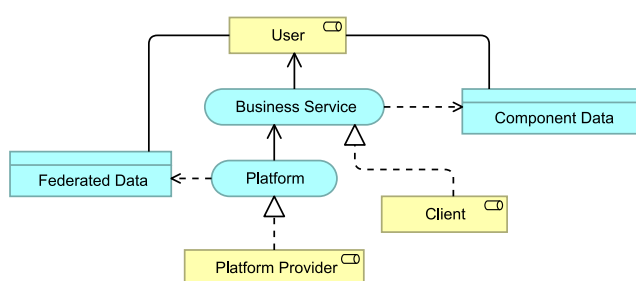 User
Business Service
Component Data
Federated Data
Platform
Client
Platform Provider